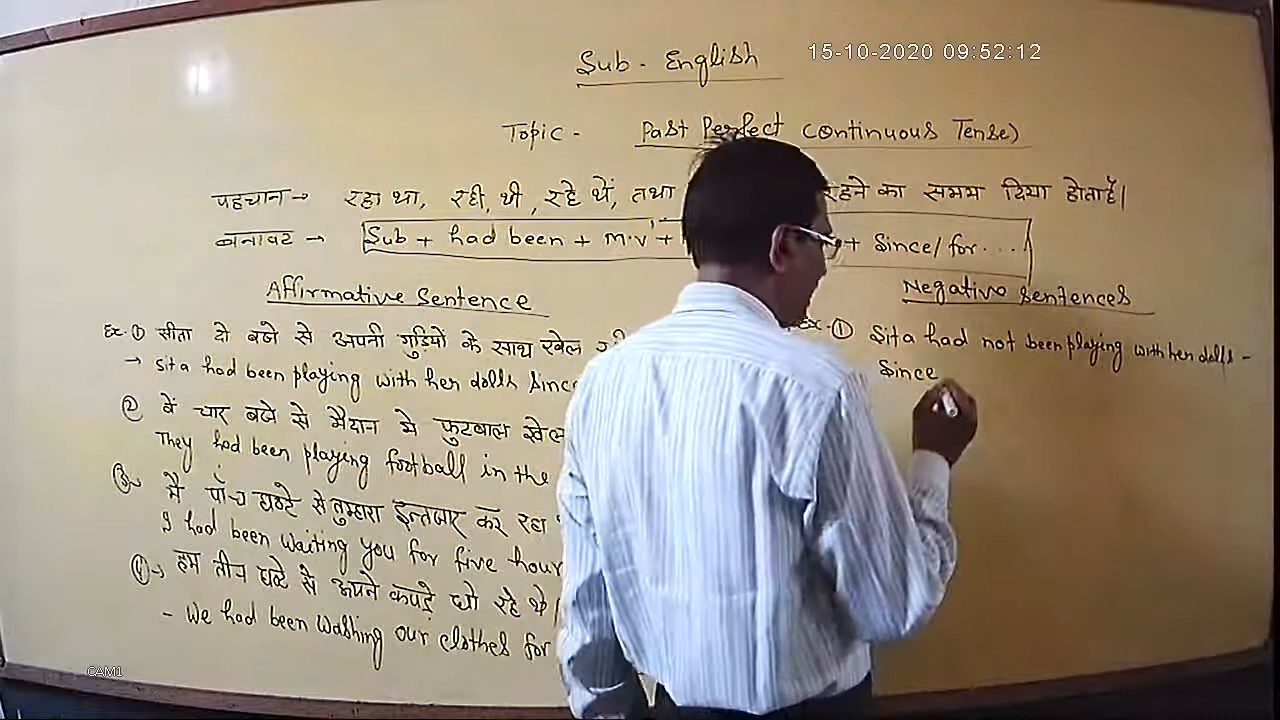 15-10-2020 09:52:12
Sub - English
Topic - Past Perfect continuous Tense)
पहचान → रहा था, रही, थी, रहे थें, तथा रहने का समय दिया होता है।
बनावट → Sub + had been + m.v¹ + + Since/for....
Affirmative Sentence
Negative Sentences
Ex- ① सीता दो बजे से अपनी गुड़ियों के साथ खेल
→ Sita had been playing with her dolls Since
② वें चार बजे से मैदान मे फुटबाल खेल
They had been playing football in the
③ मै पाँच घण्टे से तुम्हारा इन्तजार कर रहा
I had been waiting you for five hour
④→ हम तीन घण्टे से अपने कपड़े धो रहे थे।
- We had been washing our clothes for
Ex- ① Sita had not been playing with her dolls -
Since
CAM1